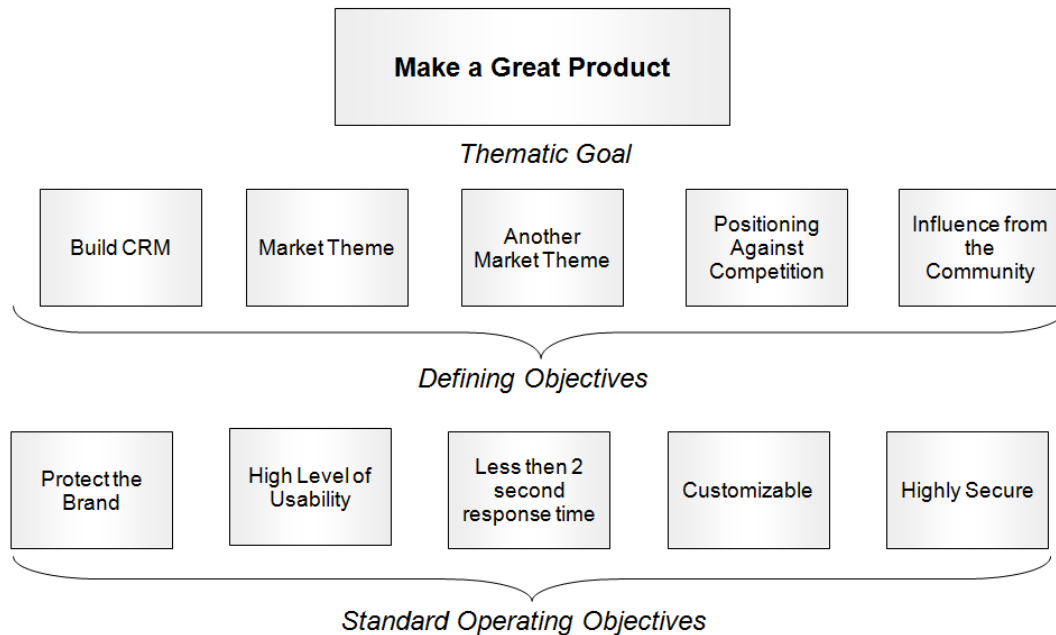 Make a Great Product
Thematic Goal
Build CRM
Market Theme
Another
Market Theme
Positioning
Against
Competition
Influence from
the
Community
Defining Objectives
Protect the
Brand
High Level of
Usability
Less then 2
second
response time
Customizable
Highly Secure
Standard Operating Objectives